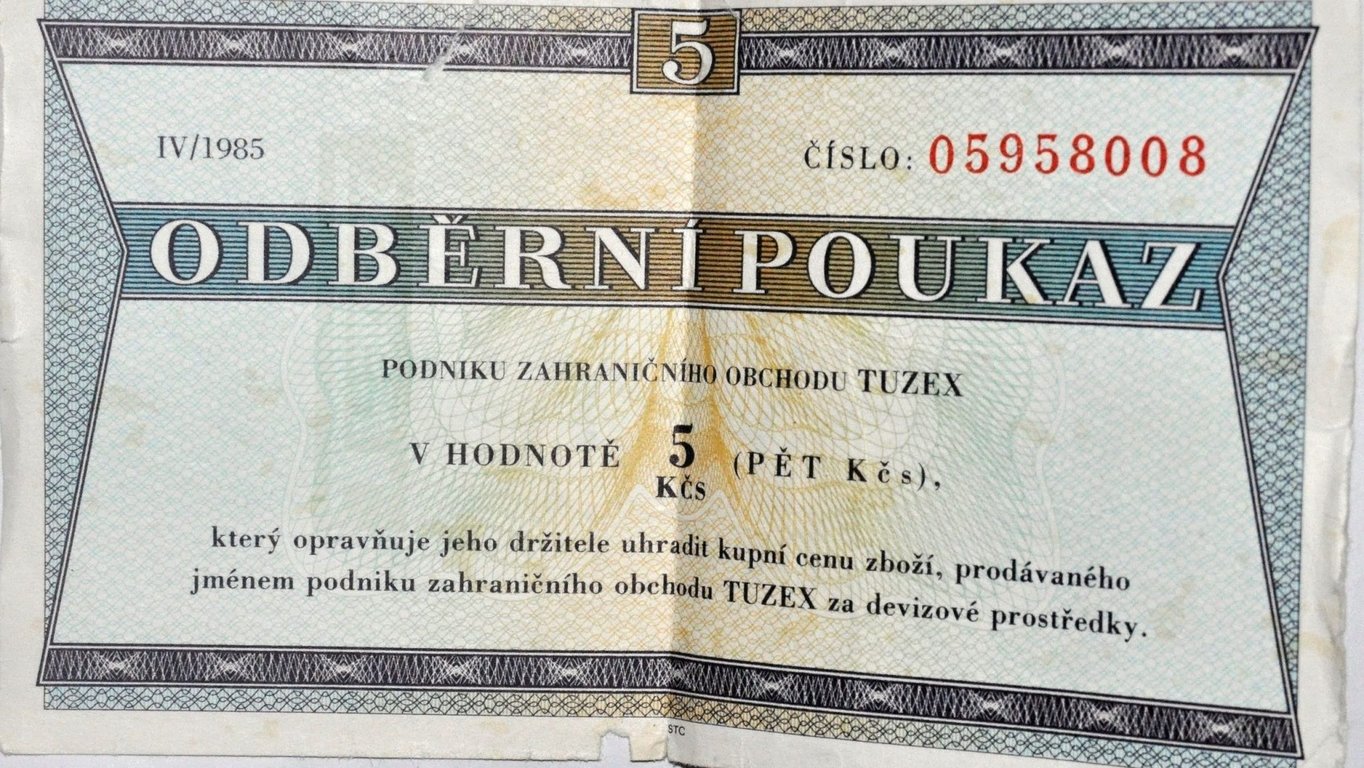 5
IV/1985
ČÍSLO: 05958008
ODBĚRNÍ POUKAZ
PODNIKU ZAHRANIČNÍHO OBCHODU TUZEX
V HODNOTĚ 5 Kčs (PĚT Kčs),
který opravňuje jeho držitele uhradit kupní cenu zboží, prodávaného
jménem podniku zahraničního obchodu TUZEX za devizové prostředky.
STC